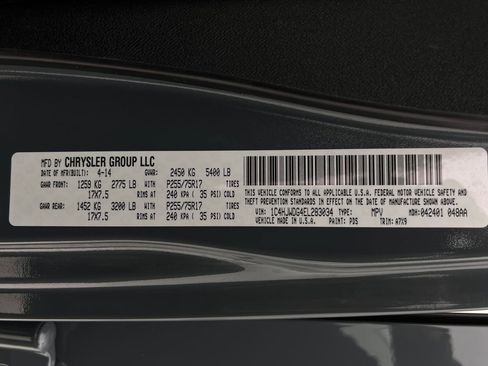 MFD BY CHRYSLER GROUP LLC
DATE OF MFR(BUILT): 4-14 GVWR: 2450 KG 5400 LB
GAWR FRONT: 1259 KG 2775 LB WITH P255/75R17 TIRES
17X7.5 RIMS AT 240 KPA ( 35 PSI) COLD
GAWR REAR: 1452 KG 3200 LB WITH P255/75R17 TIRES
17X7.5 RIMS AT 240 KPA ( 35 PSI) COLD
THIS VEHICLE CONFORMS TO ALL APPLICABLE U.S.A. FEDERAL MOTOR VEHICLE SAFETY AND
THEFT PREVENTION STANDARDS IN EFFECT ON THE DATE OF MANUFACTURE SHOWN ABOVE.
VIN: 1C4HJWDG4EL283034 TYPE: MPV MDH:042401 048AA
VEHICLE MADE IN U.S.A. PAINT: PDS TRIM: A7X9